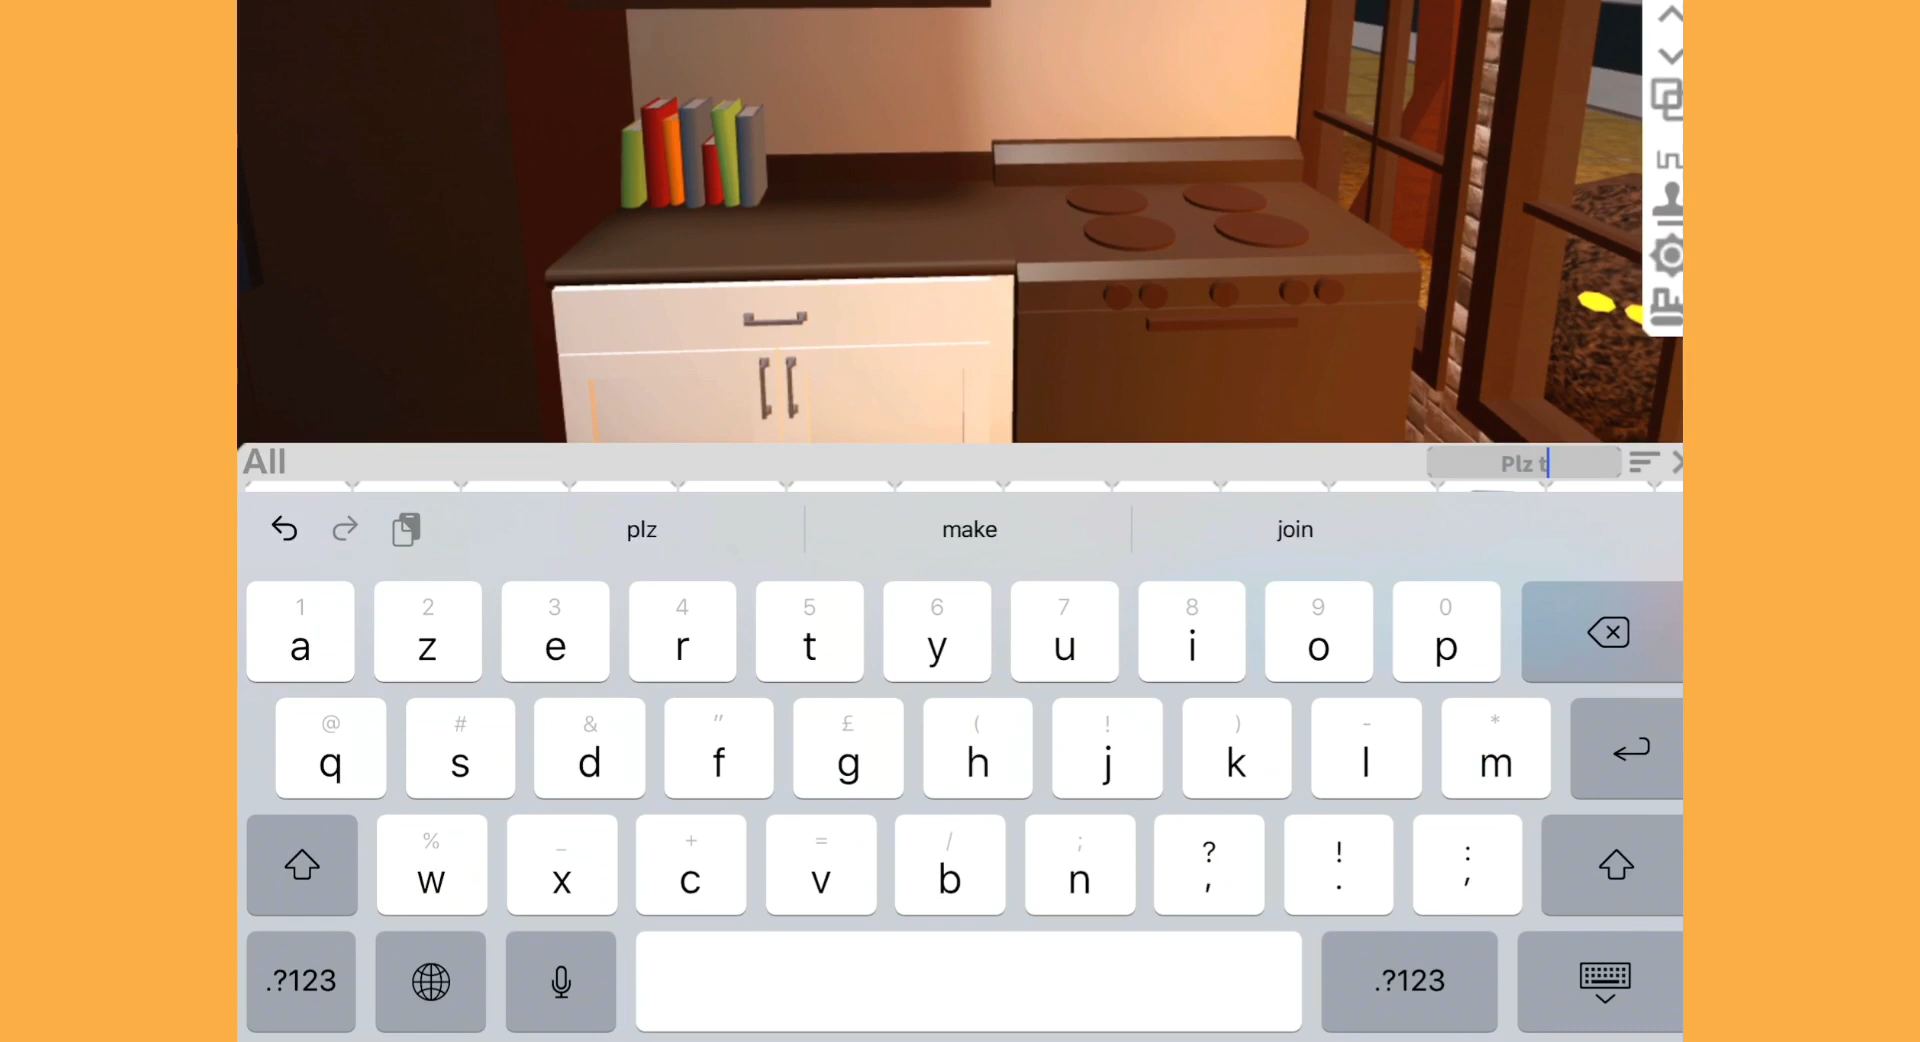 All
Plz t
plz make join
1 2 3 4 5 6 7 8 9 0
a z e r t y u i o p
@ # & " £ ( ! ) - *
q s d f g h j k l m
% _ + = / ; ? ! :
w x c v b n , . ,
.?123 .?123